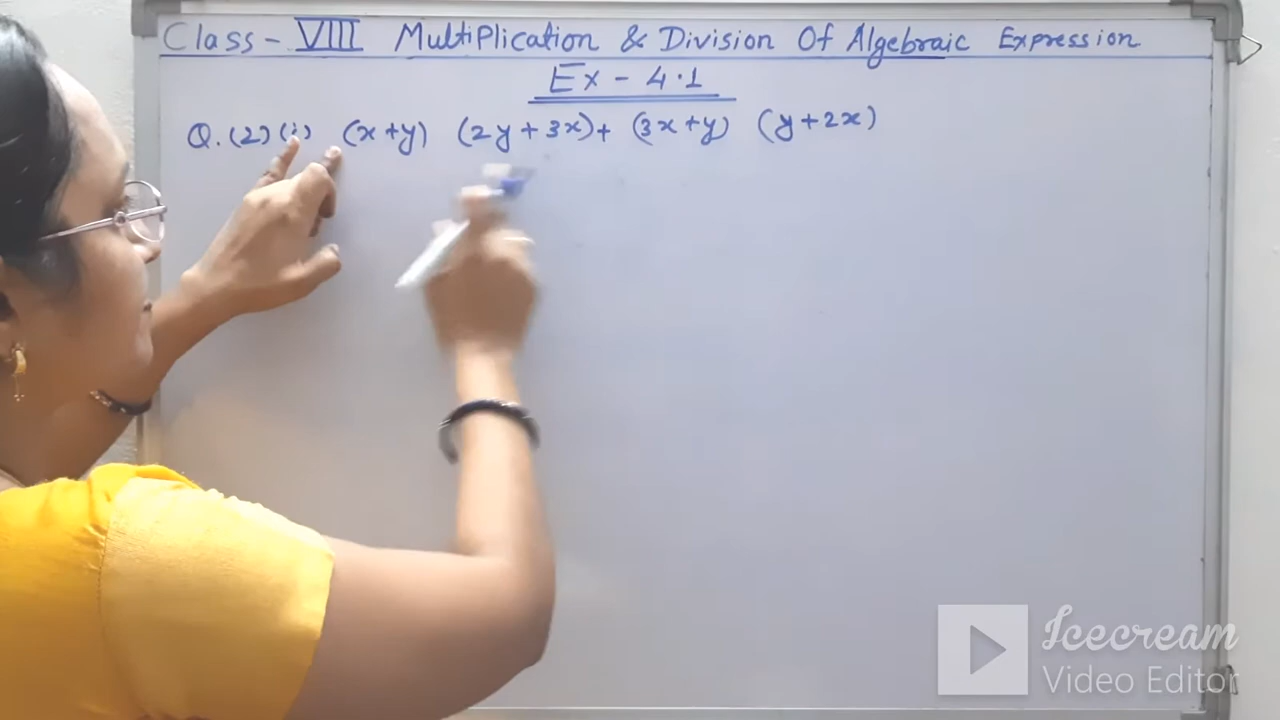 Class - VIII Multiplication & Division Of Algebraic Expression
Ex - 4.1
Q. (2) (i) (x+y) (2y + 3x) + (3x + y) (y + 2x)
Icecream
Video Editor